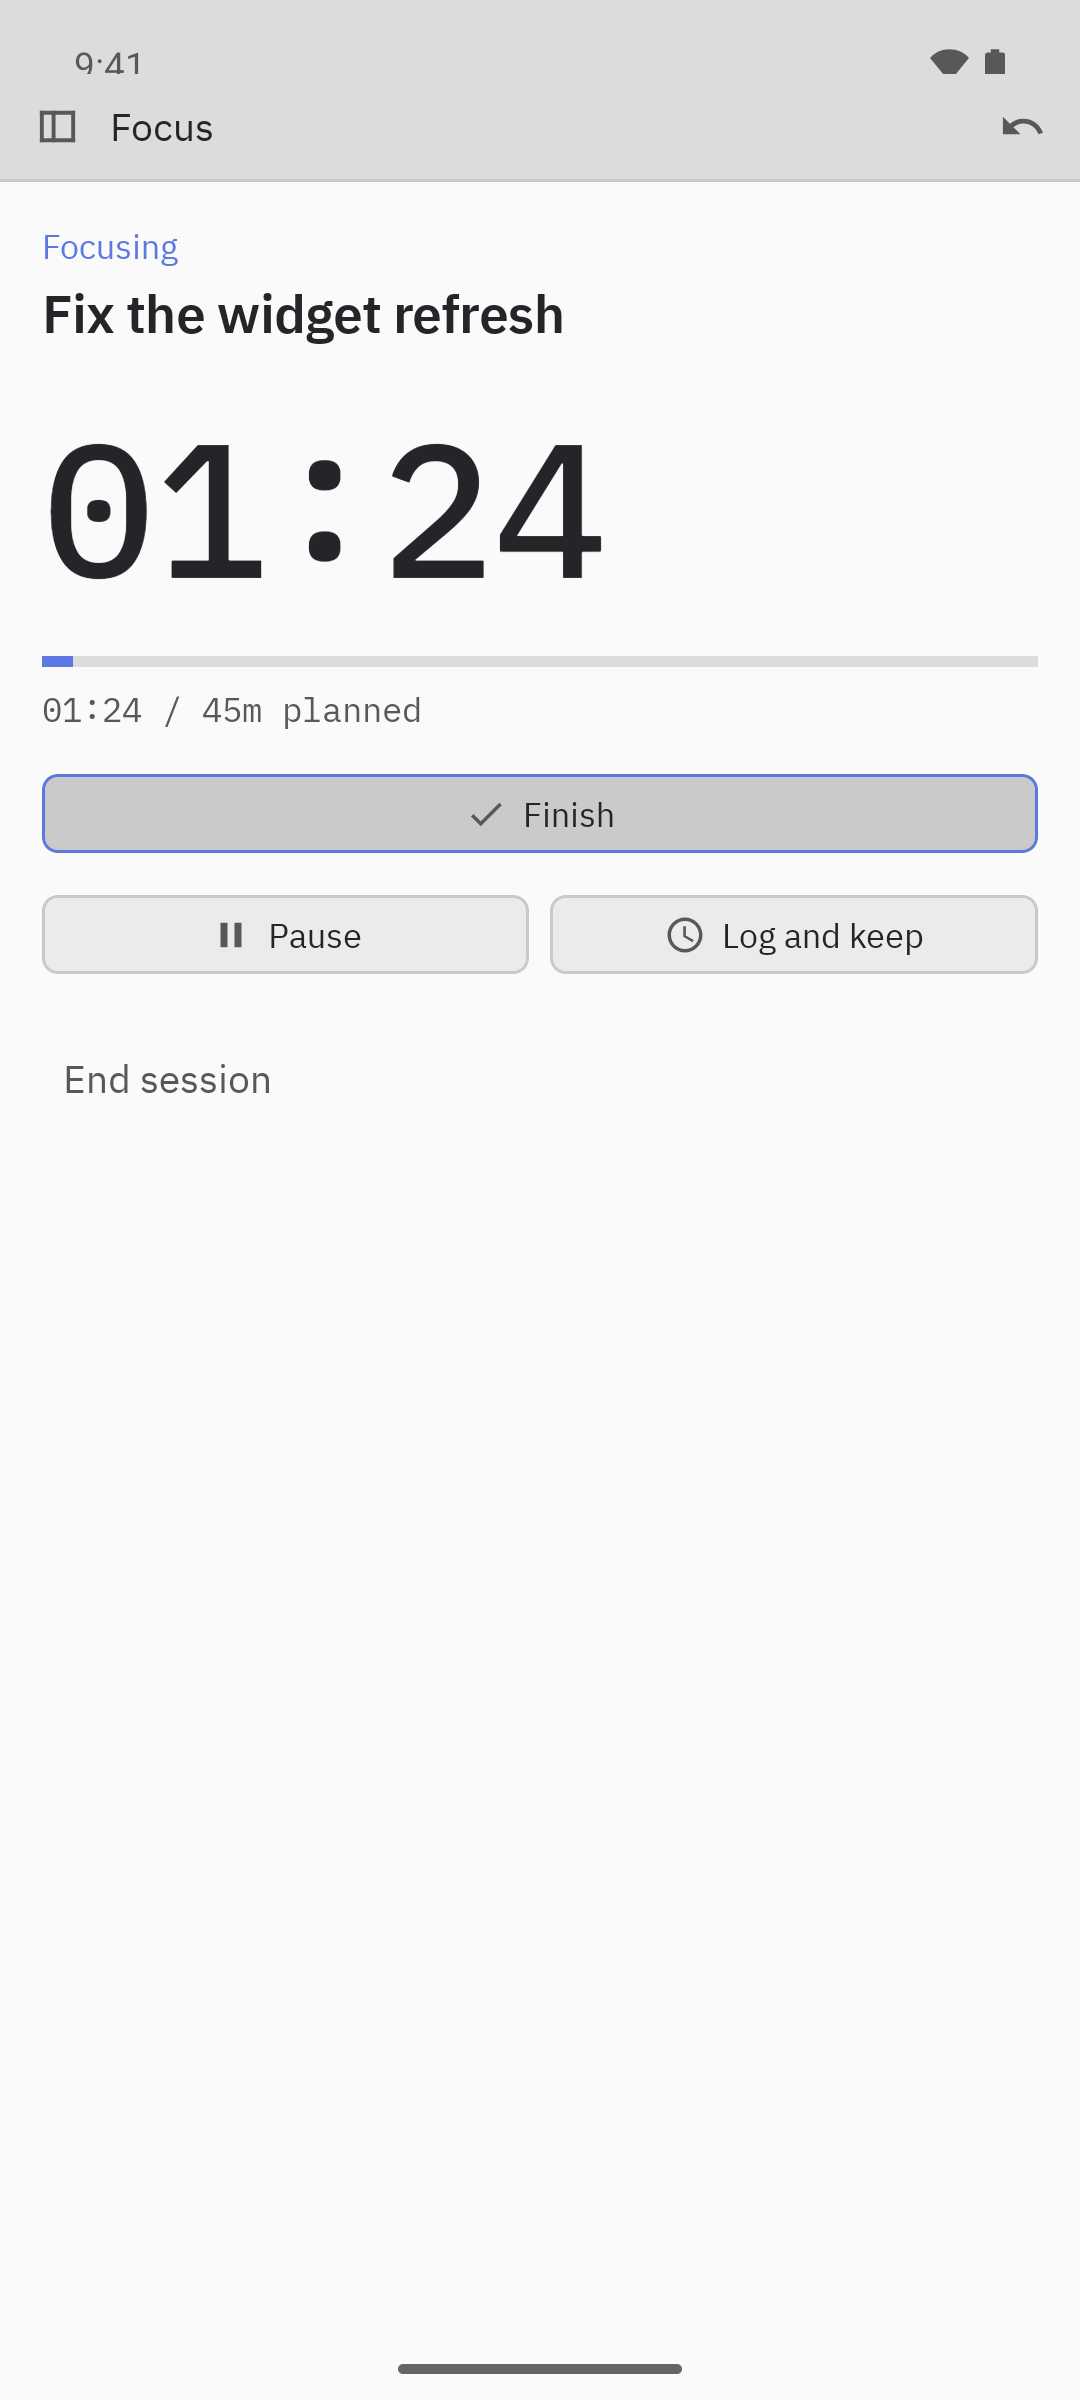 9:41
Focus
Focusing
Fix the widget refresh
01:24
01:24 / 45m planned
Finish
Pause
Log and keep
End session